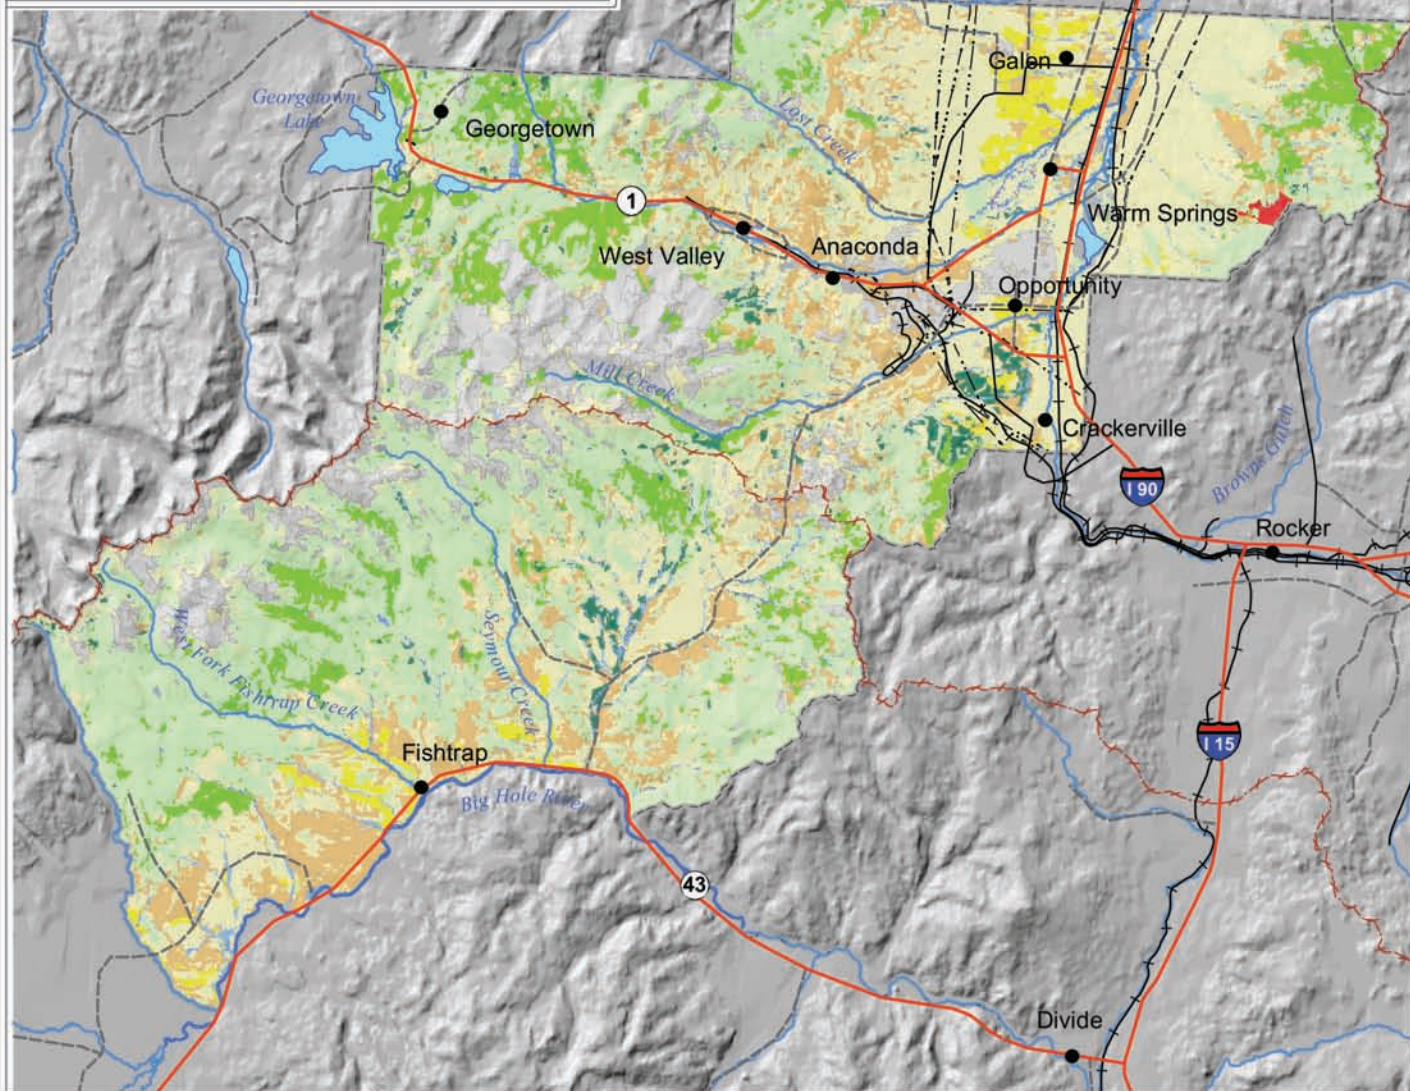 Galen
Georgetown
Lake
Georgetown
Lost Creek
1
Warm Springs
West Valley
Anaconda
Opportunity
Mill Creek
Crackerville
I 90
Browns Gulch
Rocker
West Fork Fishtrap Creek
Seymour Creek
I 15
Fishtrap
Big Hole River
43
Divide